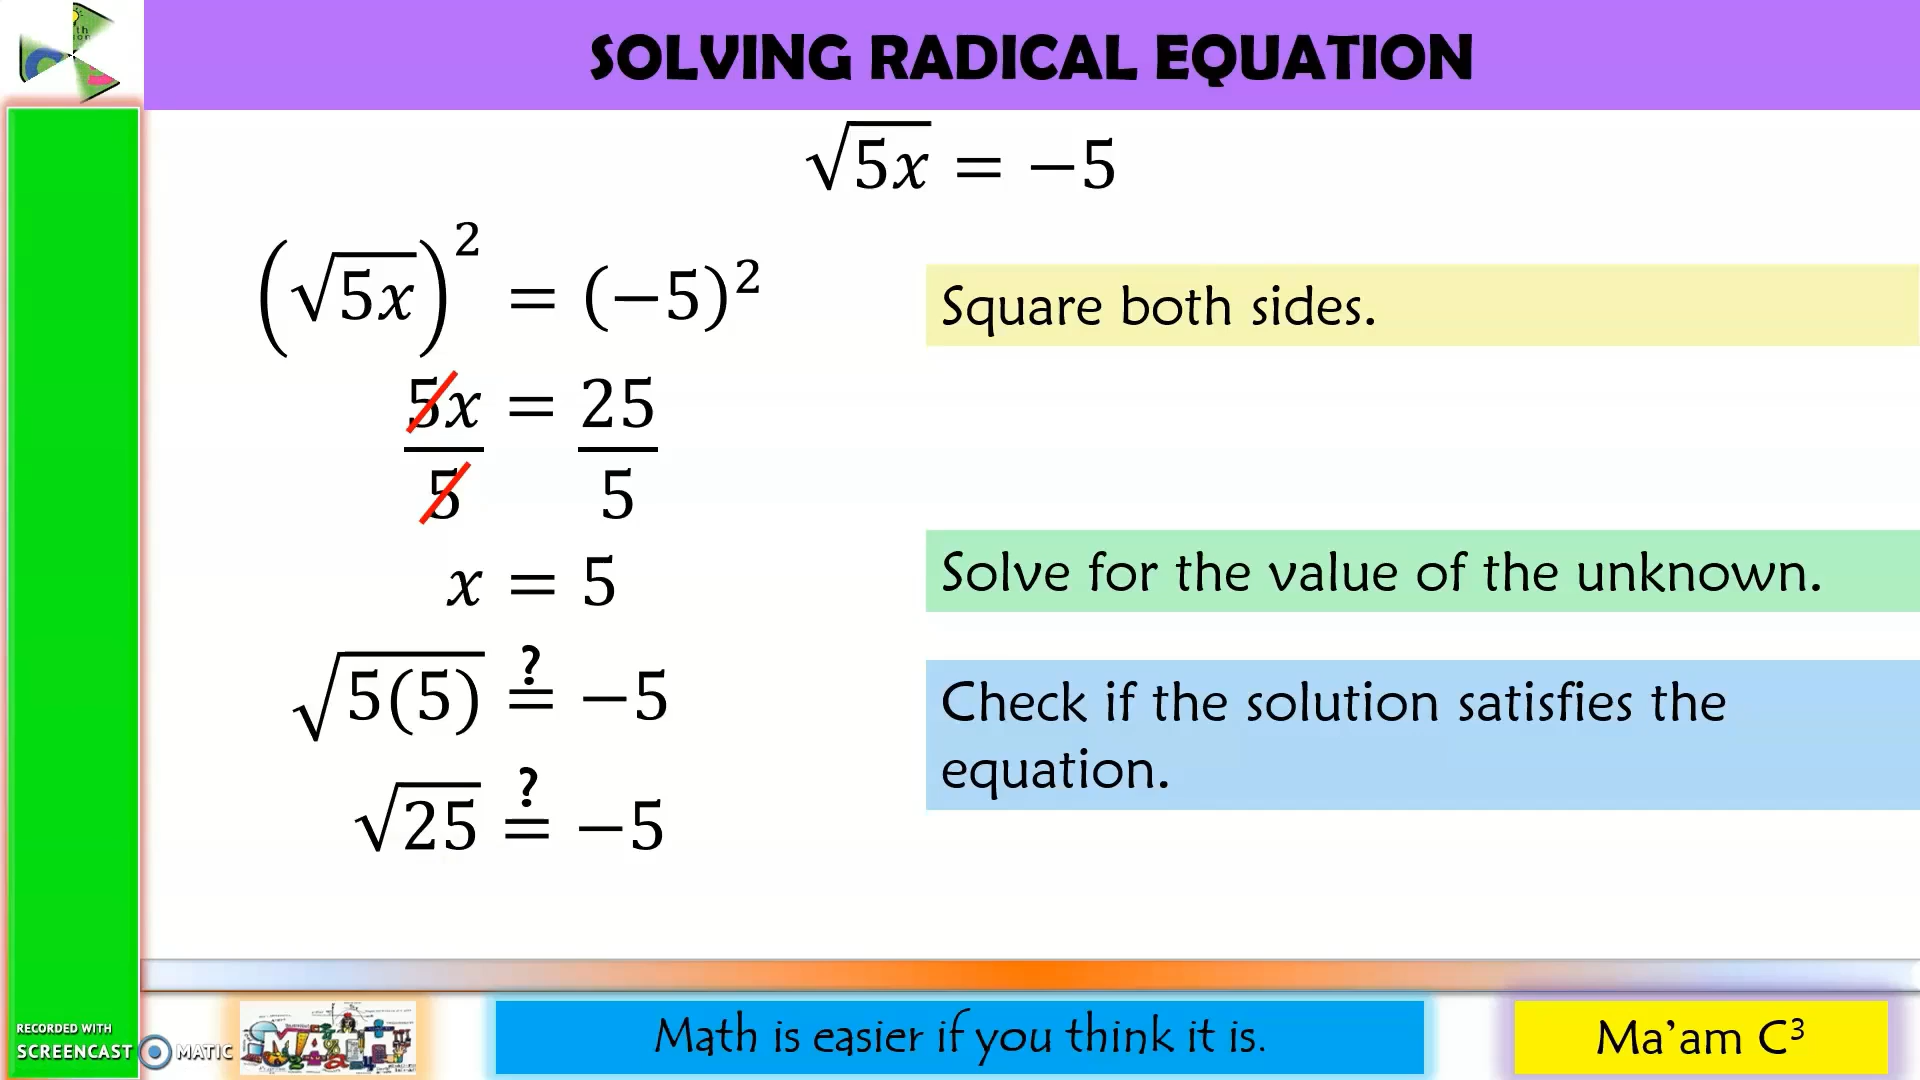 SOLVING RADICAL EQUATION
√5x = −5
(√5x)² = (−5)²
Square both sides.
5x = 25
5 5
x = 5
Solve for the value of the unknown.
√5(5) ≟ −5
Check if the solution satisfies the
equation.
√25 ≟ −5
RECORDED WITH
SCREENCAST MATIC
Math is easier if you think it is.
Ma'am C³